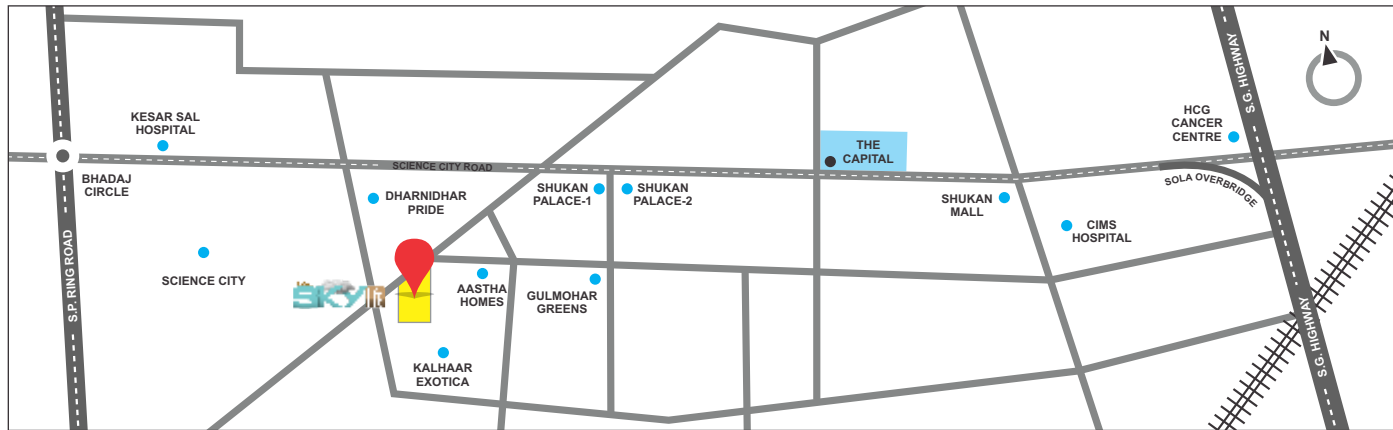 N
S.G. HIGHWAY
KESAR SAL
HOSPITAL
HCG
CANCER
CENTRE
THE
CAPITAL
SCIENCE CITY ROAD
BHADAJ
CIRCLE
DHARNIDHAR
PRIDE
SHUKAN
PALACE-1
SHUKAN
PALACE-2
SHUKAN
MALL
SOLA OVERBRIDGE
CIMS
HOSPITAL
S.P. RING ROAD
SCIENCE CITY
AASTHA
HOMES
GULMOHAR
GREENS
KALHAAR
EXOTICA
S.G. HIGHWAY